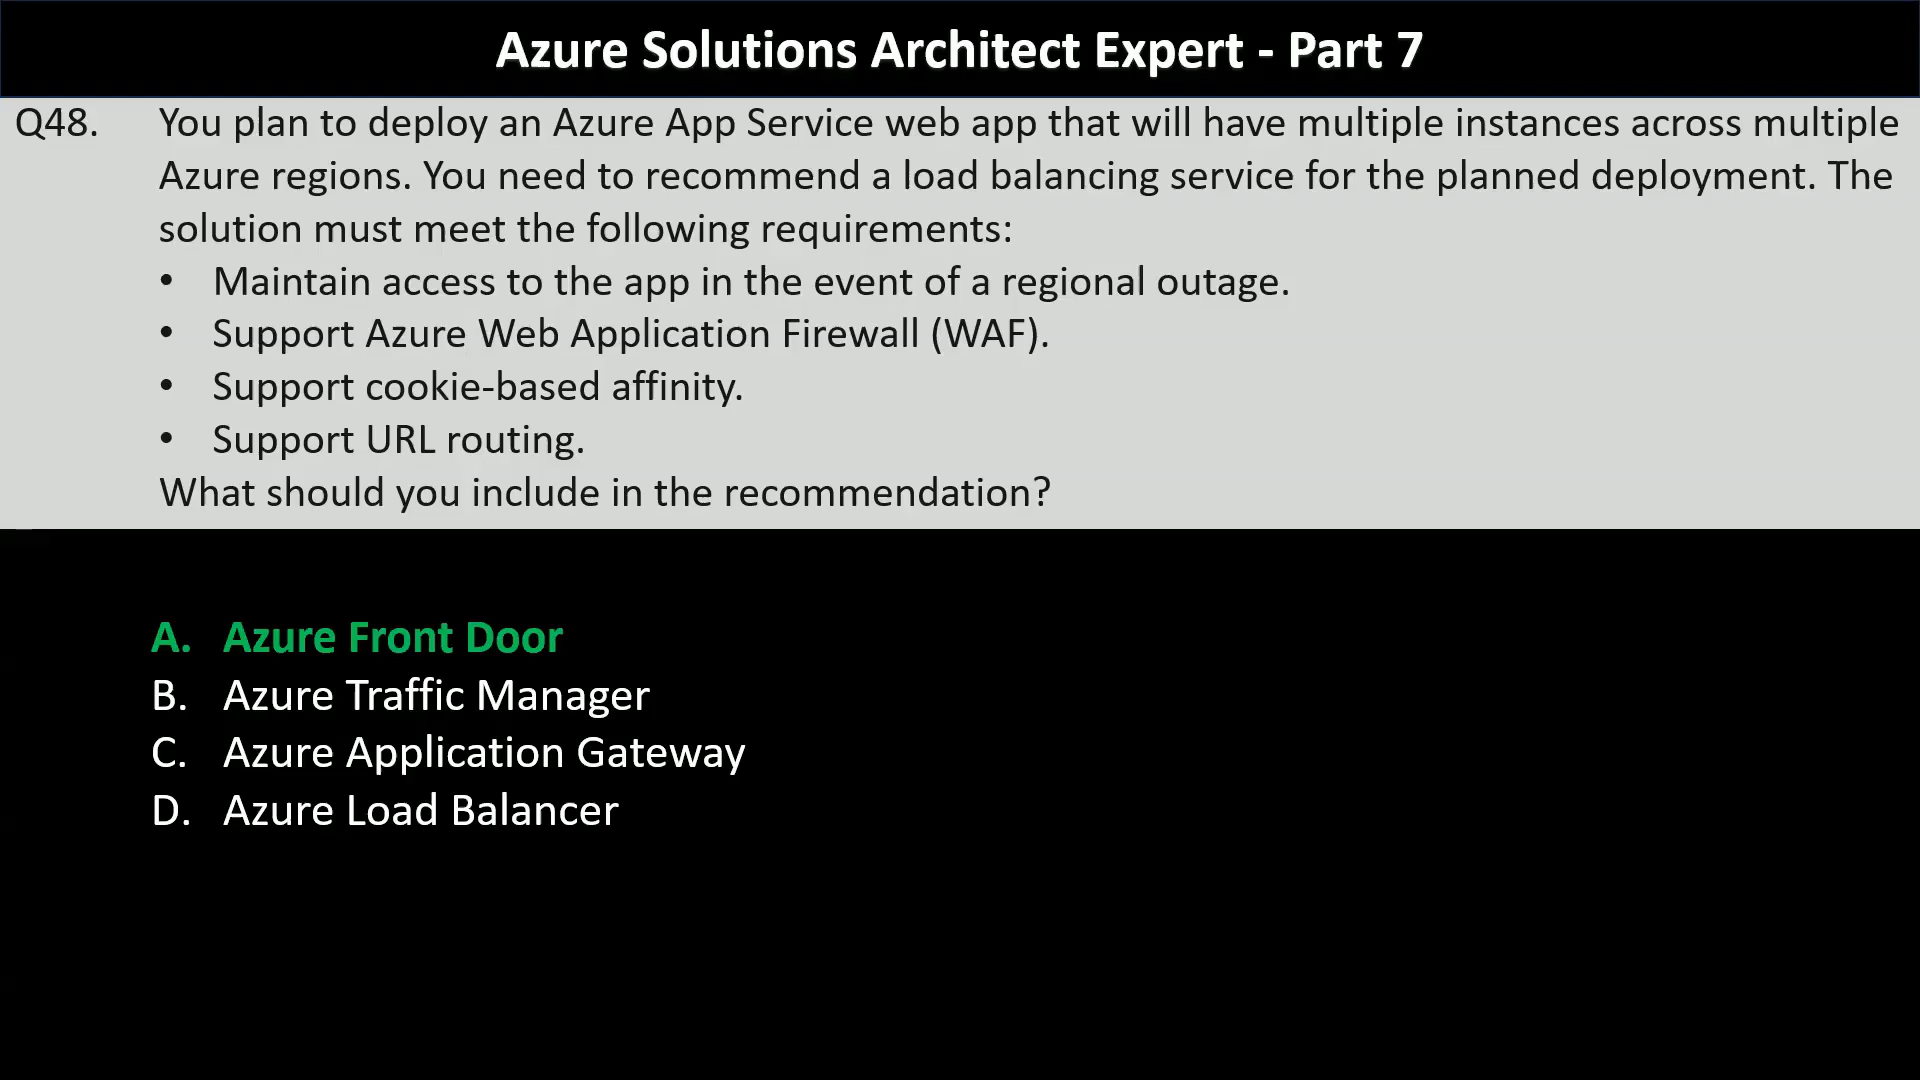 Azure Solutions Architect Expert - Part 7
Q48. You plan to deploy an Azure App Service web app that will have multiple instances across multiple
Azure regions. You need to recommend a load balancing service for the planned deployment. The
solution must meet the following requirements:
• Maintain access to the app in the event of a regional outage.
• Support Azure Web Application Firewall (WAF).
• Support cookie-based affinity.
• Support URL routing.
What should you include in the recommendation?
A. Azure Front Door
B. Azure Traffic Manager
C. Azure Application Gateway
D. Azure Load Balancer